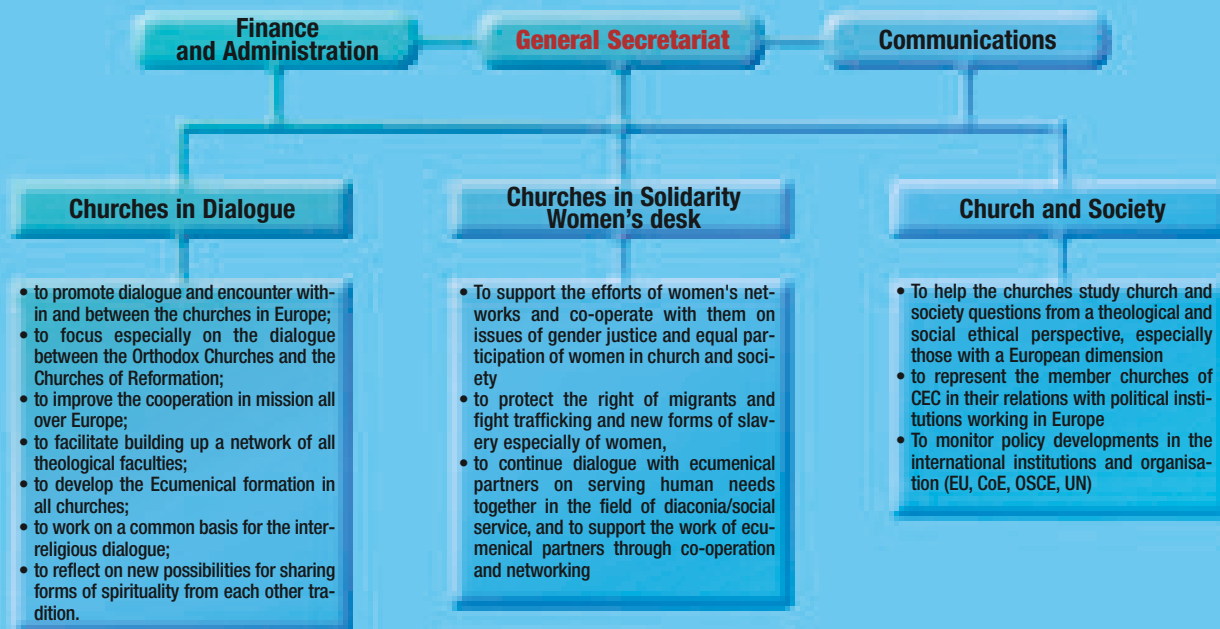 Finance
and Administration
General Secretariat
Communications
Churches in Dialogue
• to promote dialogue and encounter with-
in and between the churches in Europe;
• to focus especially on the dialogue
between the Orthodox Churches and the
Churches of Reformation;
• to improve the cooperation in mission all
over Europe;
• to facilitate building up a network of all
theological faculties;
• to develop the Ecumenical formation in
all churches;
• to work on a common basis for the inter-
religious dialogue;
• to reflect on new possibilities for sharing
forms of spirituality from each other tra-
dition.
Churches in Solidarity
Women’s desk
• To support the efforts of women's net-
works and co-operate with them on
issues of gender justice and equal par-
ticipation of women in church and soci-
ety
• to protect the right of migrants and
fight trafficking and new forms of slav-
ery especially of women,
• to continue dialogue with ecumenical
partners on serving human needs
together in the field of diaconia/social
service, and to support the work of ecu-
menical partners through co-operation
and networking
Church and Society
• To help the churches study church and
society questions from a theological and
social ethical perspective, especially
those with a European dimension
• to represent the member churches of
CEC in their relations with political insti-
tutions working in Europe
• To monitor policy developments in the
international institutions and organisa-
tion (EU, CoE, OSCE, UN)